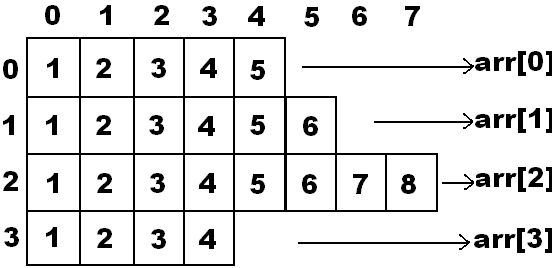 0 1 2 3 4 5 6 7
0 1 2 3 4 5 arr[0]
1 1 2 3 4 5 6 arr[1]
2 1 2 3 4 5 6 7 8 arr[2]
3 1 2 3 4 arr[3]